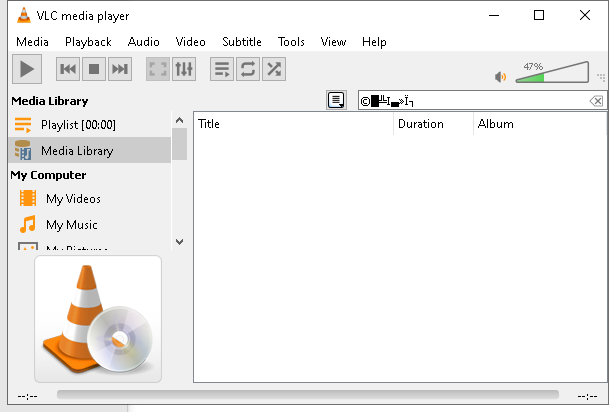 VLC media player
Media Playback Audio Video Subtitle Tools View Help
47%
Media Library
©█╩ı▃»Ï┐
Playlist [00:00]
Title Duration Album
Media Library
My Computer
My Videos
My Music
My Pictures
--:-- --:--